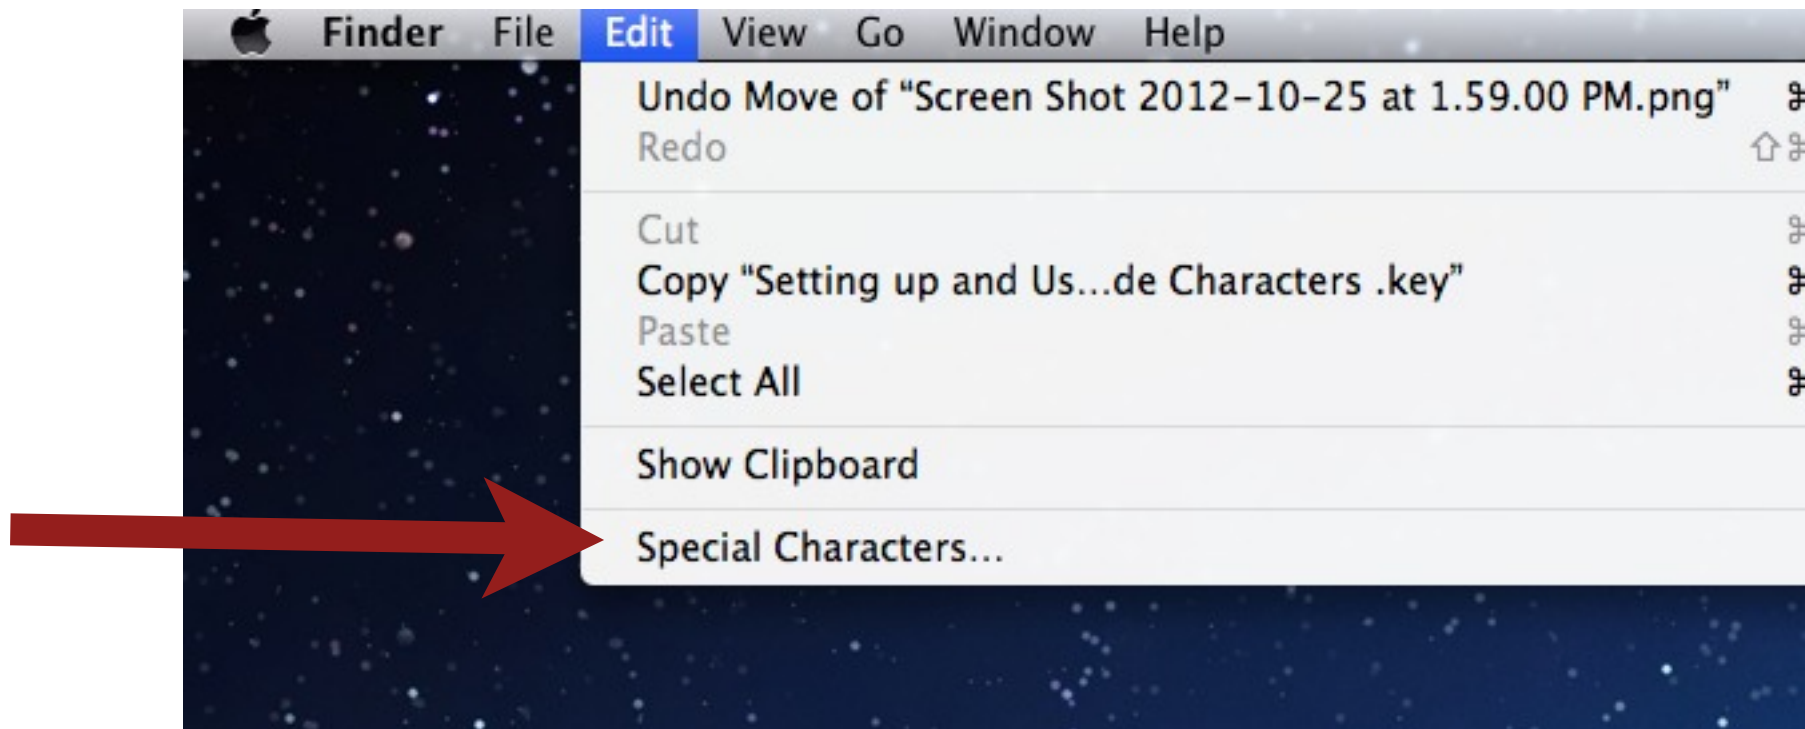 Finder File Edit View Go Window Help
Undo Move of “Screen Shot 2012-10-25 at 1.59.00 PM.png” ⌘
Redo ⇧⌘
Cut ⌘
Copy “Setting up and Us...de Characters .key” ⌘
Paste ⌘
Select All ⌘
Show Clipboard
Special Characters...